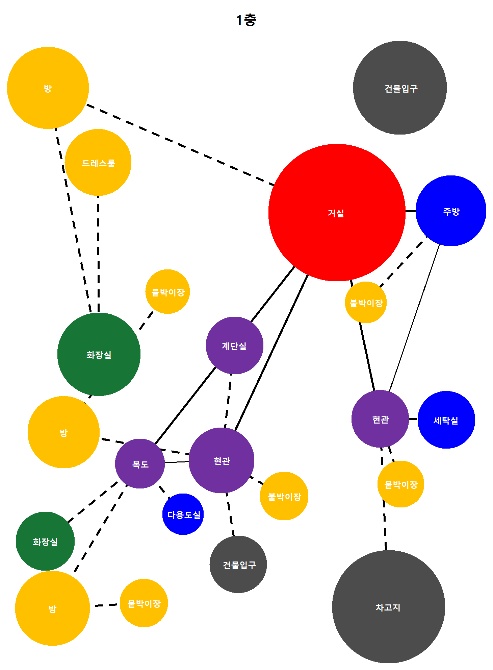 1층
방
건물입구
드레스룸
거실
주방
붙박이장
붙박이장
계단실
화장실
방
현관
세탁실
복도
현관
붙박이장
붙박이장
다용도실
화장실
건물입구
방
붙박이장
차고지